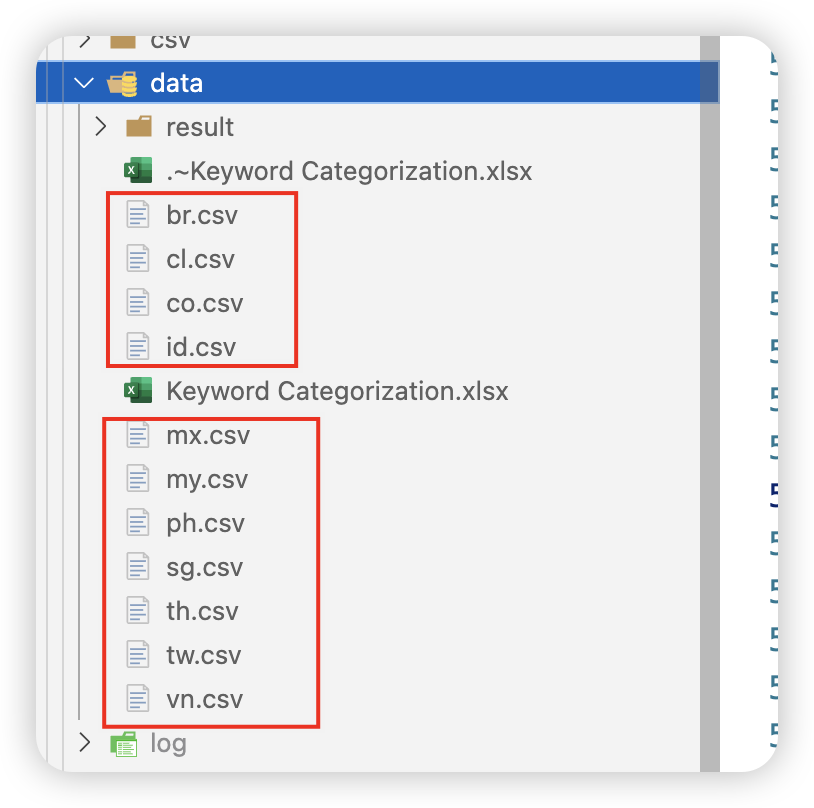 csv
data
result
.~Keyword Categorization.xlsx
br.csv
cl.csv
co.csv
id.csv
Keyword Categorization.xlsx
mx.csv
my.csv
ph.csv
sg.csv
th.csv
tw.csv
vn.csv
log